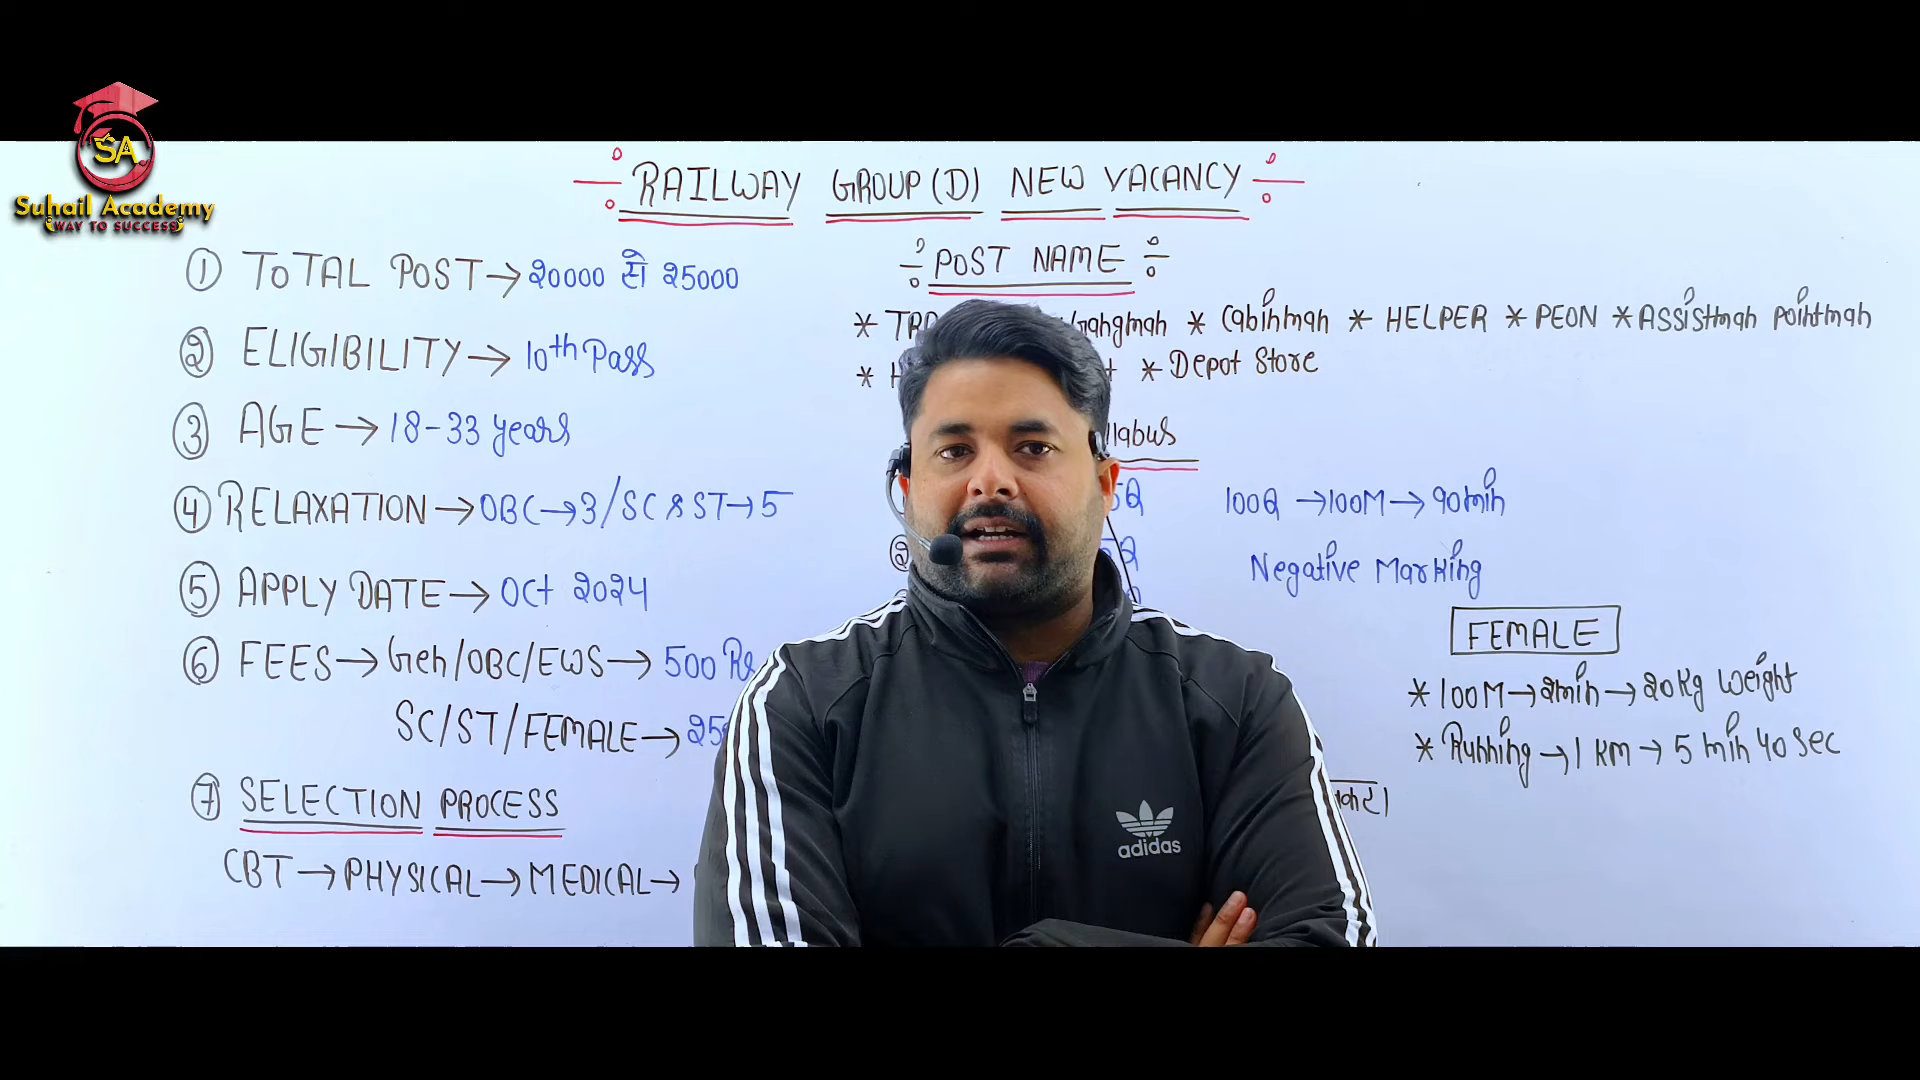 SA
Suhail Academy
WAY TO SUCCESS
RAILWAY GROUP (D) NEW VACANCY
① TOTAL POST → 20000 से 25000
② ELIGIBILITY → 10th Pass
③ AGE → 18-33 years
④ RELAXATION → OBC → 3/SC & ST → 5
⑤ APPLY DATE → Oct 2024
⑥ FEES → Gen/OBC/EWS → 500 Rs
SC/ST/FEMALE →
⑦ SELECTION PROCESS
CBT → PHYSICAL → MEDICAL →
POST NAME
* Gangman * Cabinman * HELPER * PEON * Assistman pointman
* * Depot Store
100Q → 100M → 90min
Negative Marking
FEMALE
* 100M → 2min → 20Kg Weight
* Running → 1 KM → 5 min 40 Sec
adidas